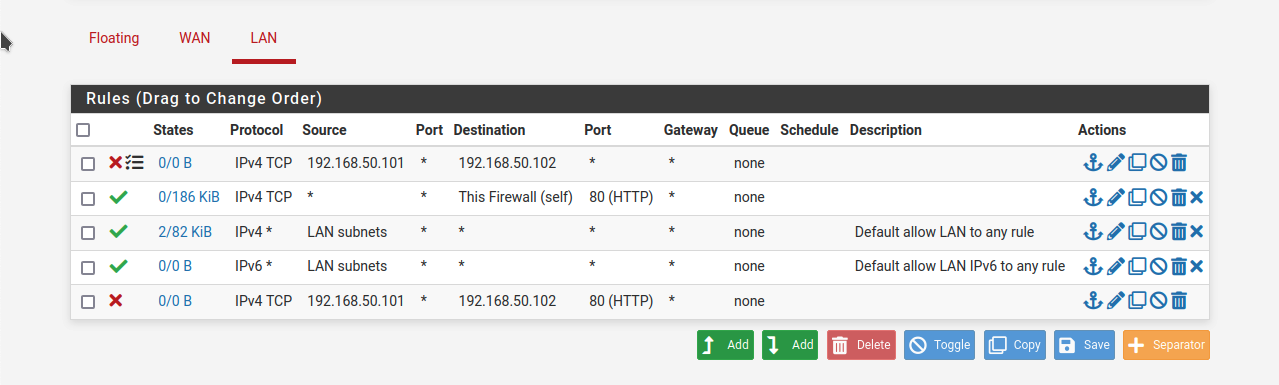 Floating WAN LAN
Rules (Drag to Change Order)
States Protocol Source Port Destination Port Gateway Queue Schedule Description Actions
0/0 B IPv4 TCP 192.168.50.101 * 192.168.50.102 * * none
0/186 KiB IPv4 TCP * * This Firewall (self) 80 (HTTP) * none
2/82 KiB IPv4 * LAN subnets * * * * none Default allow LAN to any rule
0/0 B IPv6 * LAN subnets * * * * none Default allow LAN IPv6 to any rule
0/0 B IPv4 TCP 192.168.50.101 * 192.168.50.102 80 (HTTP) * none
Add Add Delete Toggle Copy Save Separator